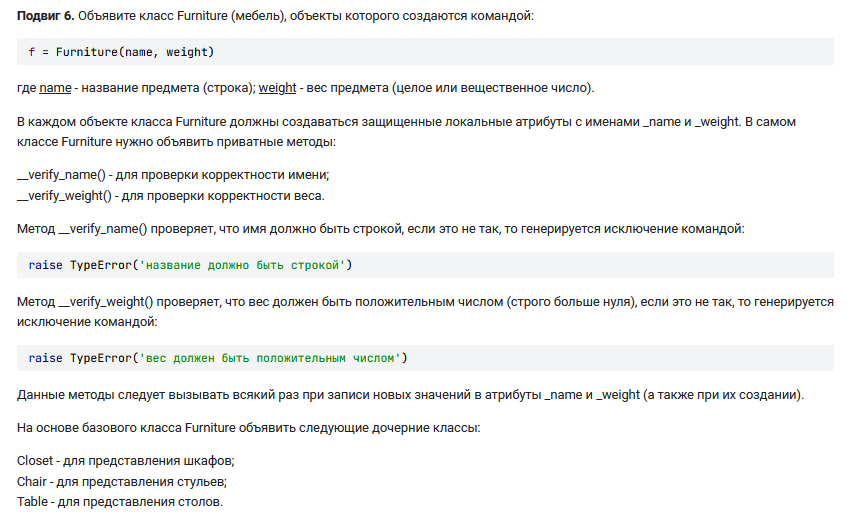 Подвиг 6. Объявите класс Furniture (мебель), объекты которого создаются командой:
f = Furniture(name, weight)
где name - название предмета (строка); weight - вес предмета (целое или вещественное число).
В каждом объекте класса Furniture должны создаваться защищенные локальные атрибуты с именами _name и _weight. В самом
классе Furniture нужно объявить приватные методы:
__verify_name() - для проверки корректности имени;
__verify_weight() - для проверки корректности веса.
Метод __verify_name() проверяет, что имя должно быть строкой, если это не так, то генерируется исключение командой:
raise TypeError('название должно быть строкой')
Метод __verify_weight() проверяет, что вес должен быть положительным числом (строго больше нуля), если это не так, то генерируется
исключение командой:
raise TypeError('вес должен быть положительным числом')
Данные методы следует вызывать всякий раз при записи новых значений в атрибуты _name и _weight (а также при их создании).
На основе базового класса Furniture объявить следующие дочерние классы:
Closet - для представления шкафов;
Chair - для представления стульев;
Table - для представления столов.